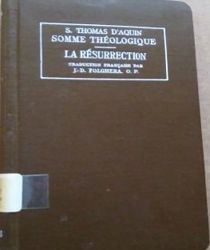 S. THOMAS D'AQUIN
SOMME THÉOLOGIQUE
LA RÉSURRECTION
TRADUCTION FRANÇAISE PAR
J.-D. FOLGHERA, O. P.